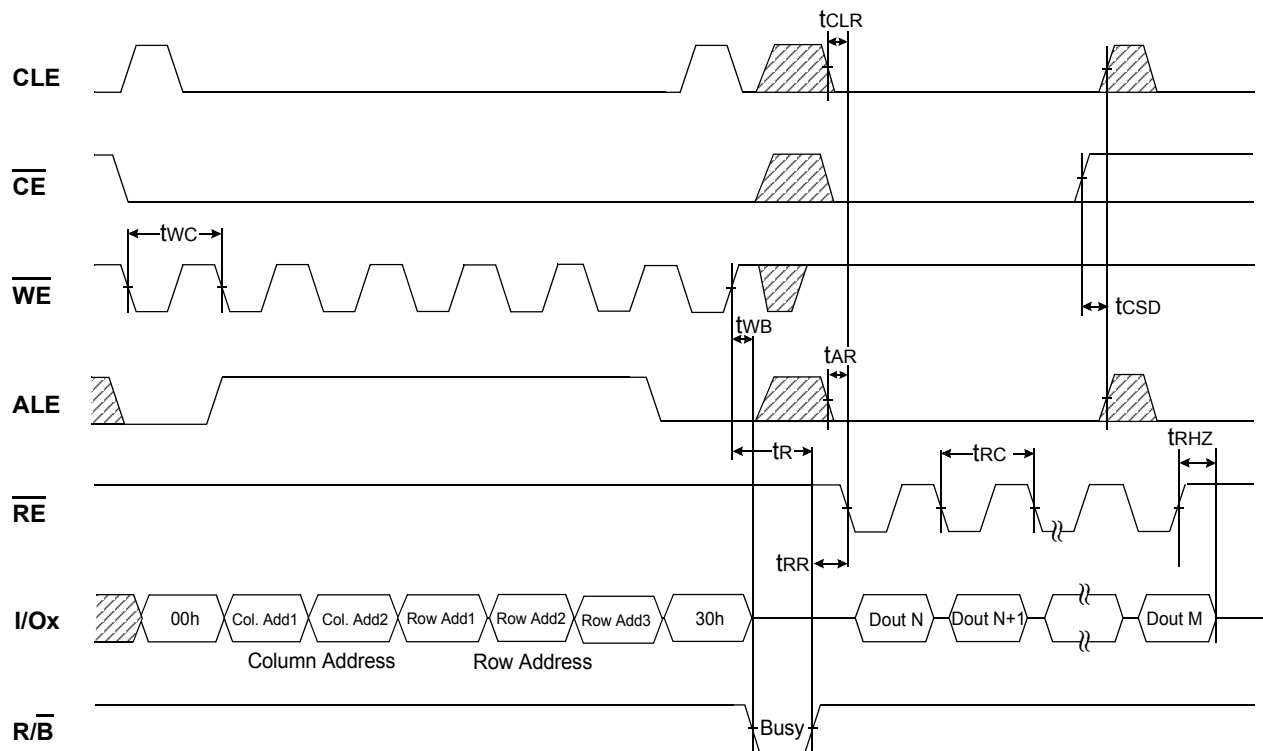 tCLR
CLE
CE
tWC
WE
tWB
tCSD
tAR
ALE
tR
tRC
tRHZ
RE
tRR
I/Ox
00h
Col. Add1
Col. Add2
Row Add1
Row Add2
Row Add3
30h
Dout N
Dout N+1
Dout M
Column Address
Row Address
R/B
Busy